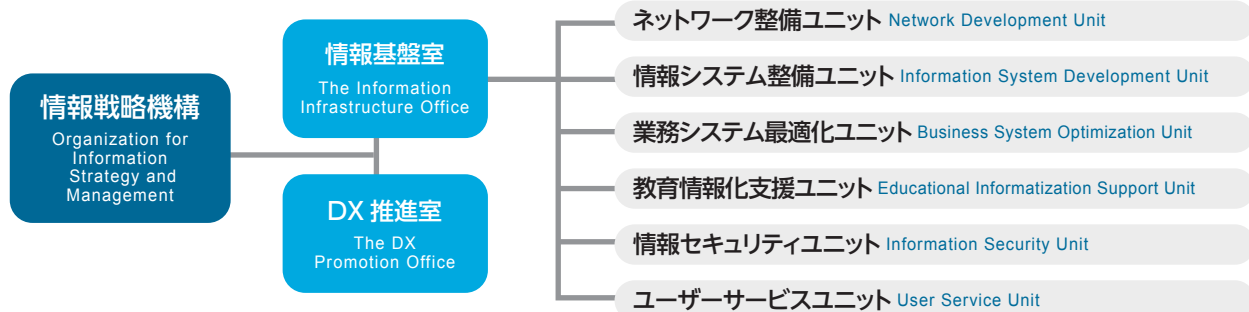 情報戦略機構
Organization for
Information
Strategy and
Management
情報基盤室
The Information
Infrastructure Office
DX 推進室
The DX
Promotion Office
ネットワーク整備ユニット Network Development Unit
情報システム整備ユニット Information System Development Unit
業務システム最適化ユニット Business System Optimization Unit
教育情報化支援ユニット Educational Informatization Support Unit
情報セキュリティユニット Information Security Unit
ユーザーサービスユニット User Service Unit